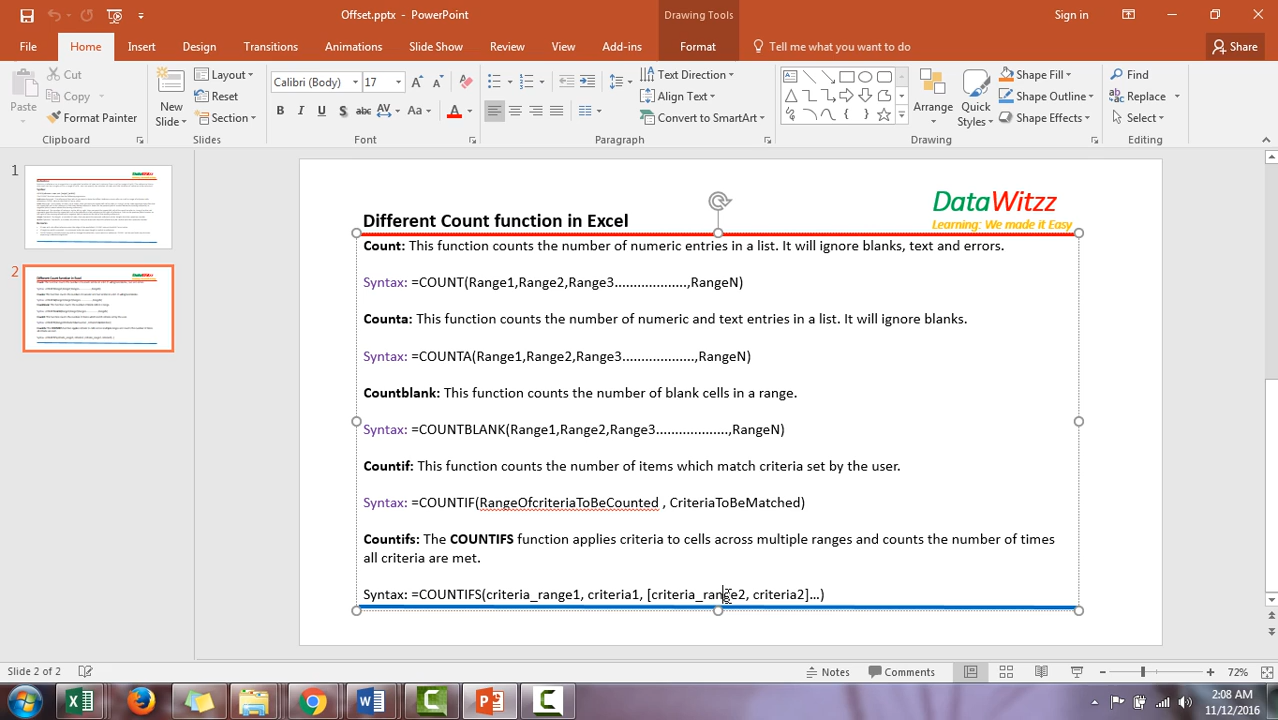 Offset.pptx - PowerPoint
Drawing Tools
Sign in
File Home Insert Design Transitions Animations Slide Show Review View Add-ins Format Tell me what you want to do Share
Paste
Cut
Copy
Format Painter
Clipboard
New Slide
Layout
Reset
Section
Slides
Calibri (Body) 17
B I U S abc AV Aa A
Font
Text Direction
Align Text
Convert to SmartArt
Paragraph
Arrange
Quick Styles
Shape Fill
Shape Outline
Shape Effects
Drawing
Find
Replace
Select
Editing
1
2
DataWitzz
Learning: We made it Easy
Different Count function in Excel
Count: This function counts the number of numeric entries in a list. It will ignore blanks, text and errors.
Syntax: =COUNT(Range1,Range2,Range3...................,RangeN)
Counta: This function counts the number of numeric and text entries in a list. It will ignore blanks.
Syntax: =COUNTA(Range1,Range2,Range3...................,RangeN)
Countblank: This function counts the number of blank cells in a range.
Syntax: =COUNTBLANK(Range1,Range2,Range3...................,RangeN)
Countif: This function counts the number of items which match criteria set by the user.
Syntax: =COUNTIF(RangeOfcriteriaToBeCounted , CriteriaToBeMatched)
Countifs: The COUNTIFS function applies criteria to cells across multiple ranges and counts the number of times
all criteria are met.
Syntax: =COUNTIFS(criteria_range1, criteria1, [criteria_range2, criteria2]…)
Slide 2 of 2
Notes
Comments
72%
2:08 AM
11/12/2016